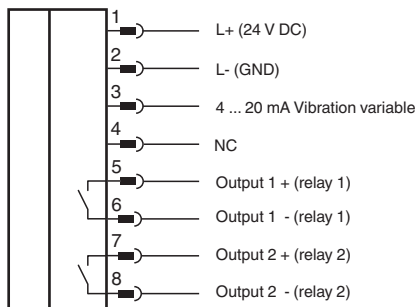 1 L+ (24 V DC)
2 L- (GND)
3 4 ... 20 mA Vibration variable
4 NC
5 Output 1 + (relay 1)
6 Output 1 - (relay 1)
7 Output 2 + (relay 2)
8 Output 2 - (relay 2)